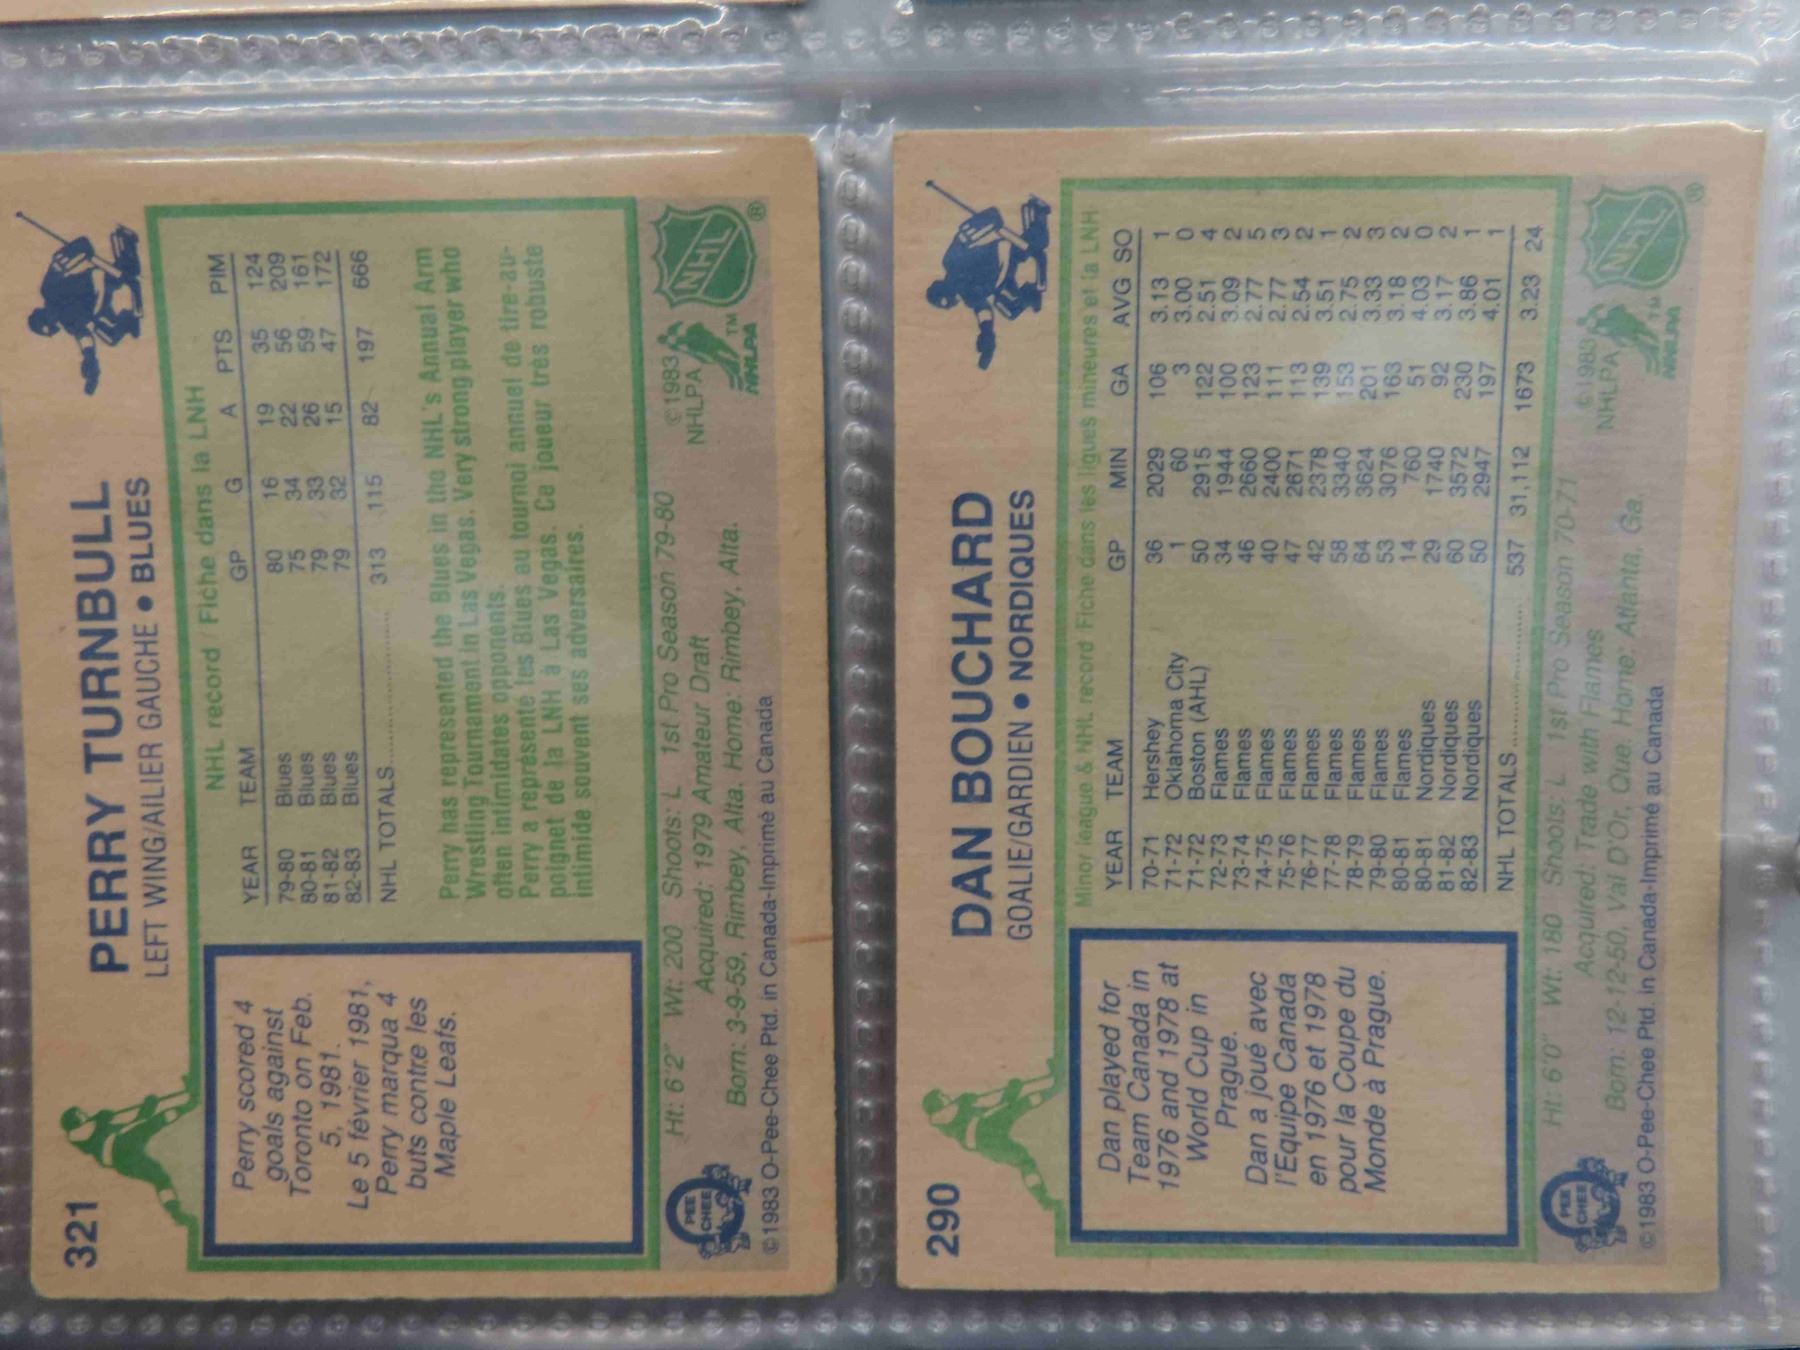 321
PERRY TURNBULL
LEFT WING/AILIER GAUCHE • BLUES
Perry scored 4
goals against
Toronto on Feb.
5, 1981.
Le 5 février 1981,
Perry marqua 4
buts contre les
Maple Leafs.
NHL record / Fiche dans la LNH
YEAR TEAM GP G A PTS PIM
79-80 Blues 80 16 19 35 124
80-81 Blues 75 34 22 56 209
81-82 Blues 79 33 26 59 161
82-83 Blues 79 32 15 47 172
NHL TOTALS.................... 313 115 82 197 666
Perry has represented the Blues in the NHL's Annual Arm
Wresting Tournament in Las Vegas. Very strong player who
often intimidates opponents.
Perry a représenté les Blues au tournoi annuel de tire-au-
poignet de la LNH à Las Vegas. Ce joueur très robuste
intimide souvent ses adversaires.
Ht: 6'2" Wt: 200 Shoots: L 1st Pro Season 79-80
Acquired: 1979 Amateur Draft
Born: 3-9-59, Rimbey, Alta. Home: Rimbey, Alta.
©1983 O-Pee-Chee Ptd. in Canada-Imprimé au Canada
O
PEE
CHEE
©1983
NHLPA
NHLPA
TM
NHL
®
290
DAN BOUCHARD
GOALIE/GARDIEN • NORDIQUES
Dan played for
Team Canada in
1976 and 1978 at
World Cup in
Prague.
Dan a joué avec
l'Equipe Canada
en 1976 et 1978
pour la Coupe du
Monde à Prague.
Minor league & NHL record Fiche dans les ligues mineures et la LNH
YEAR TEAM GP MIN GA AVG SO
70-71 Hershey 36 2029 106 3.13 1
71-72 Oklahoma City 1 60 3 3.00 0
71-72 Boston (AHL) 50 2915 122 2.51 4
72-73 Flames 34 1944 100 3.09 2
73-74 Flames 46 2660 123 2.77 5
74-75 Flames 40 2400 111 2.77 3
75-76 Flames 47 2671 113 2.54 2
76-77 Flames 42 2378 139 3.51 1
77-78 Flames 58 3340 153 2.75 2
78-79 Flames 64 3624 201 3.33 3
79-80 Flames 53 3076 163 3.18 2
80-81 Flames 14 760 51 4.03 0
80-81 Nordiques 29 1740 92 3.17 2
81-82 Nordiques 60 3572 230 3.86 1
82-83 Nordiques 50 2947 197 4.01 1
NHL TOTALS.................... 537 31,112 1673 3.23 24
Ht: 6'0" Wt: 180 Shoots: L 1st Pro Season 70-71
Acquired: Trade with Flames
Born: 12-12-50, Val D'Or, Que. Home: Atlanta, Ga.
©1983 O-Pee-Chee Ptd. in Canada-Imprimé au Canada
O
PEE
CHEE
©1983
NHLPA
NHLPA
TM
NHL
®